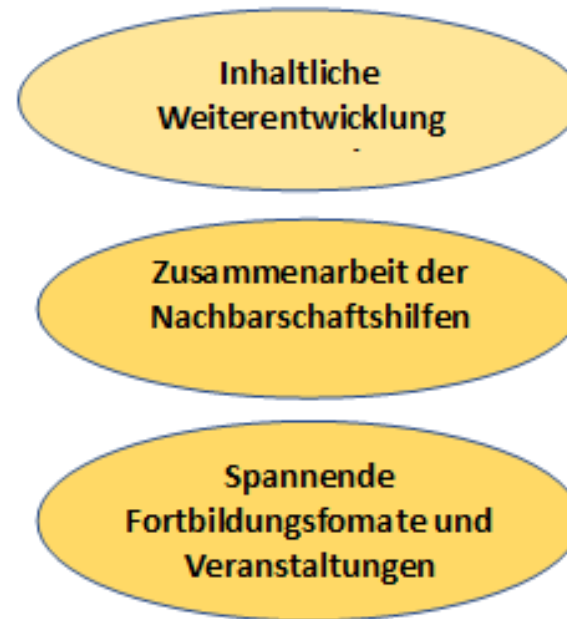 Inhaltliche
Weiterentwicklung
Zusammenarbeit der
Nachbarschaftshilfen
Spannende
Fortbildungsfomate und
Veranstaltungen